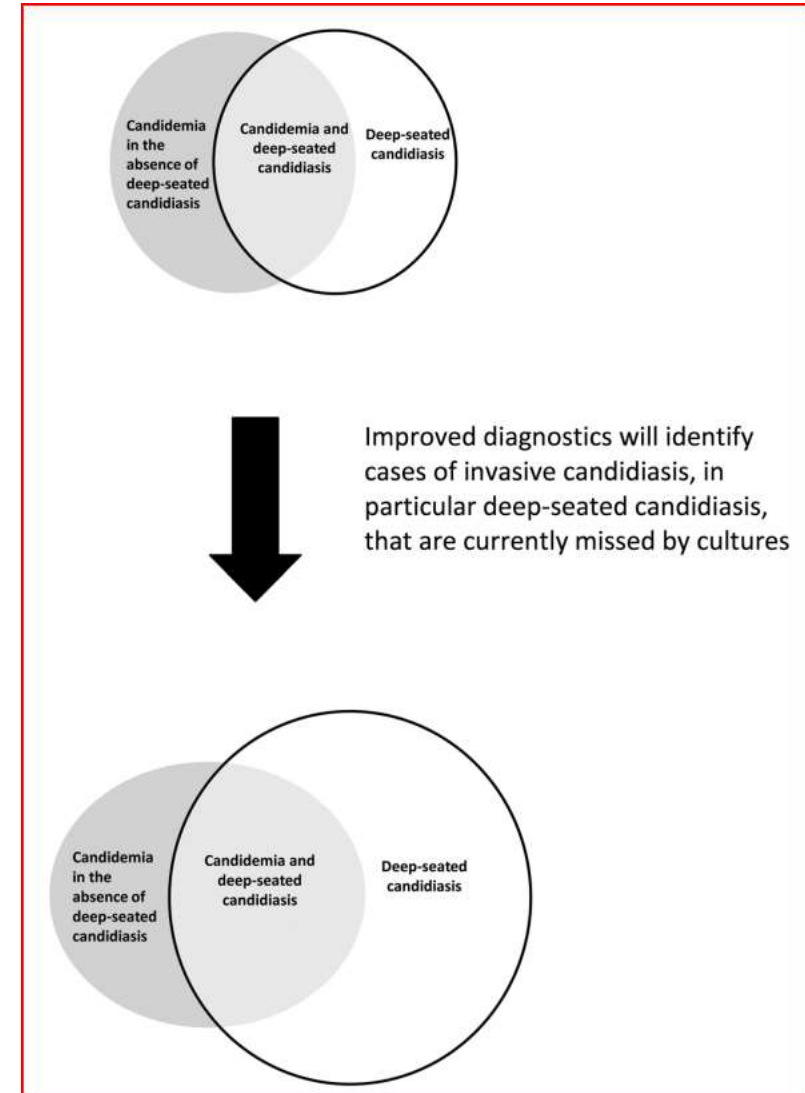 Candidemia
in the
absence of
deep-seated
candidiasis
Candidemia and
deep-seated
candidiasis
Deep-seated
candidiasis
Improved diagnostics will identify
cases of invasive candidiasis, in
particular deep-seated candidiasis,
that are currently missed by cultures
Candidemia
in the
absence of
deep-seated
candidiasis
Candidemia and
deep-seated
candidiasis
Deep-seated
candidiasis